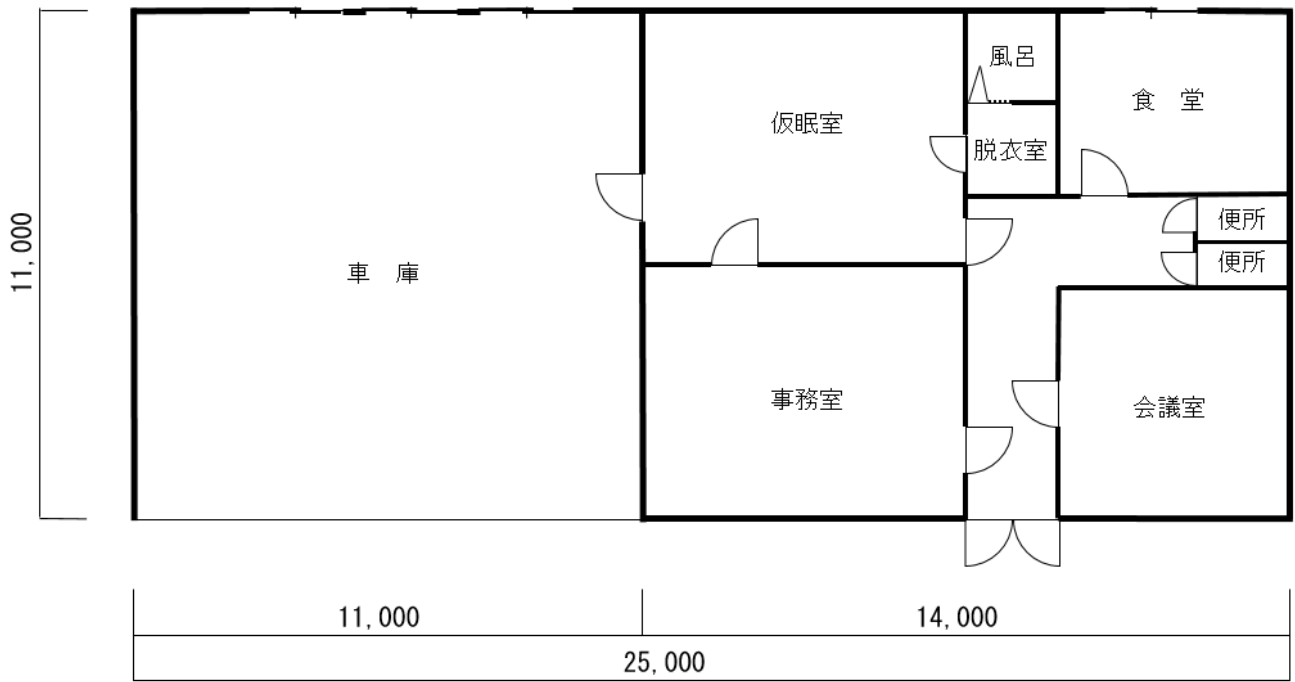 風呂
食　堂
仮眠室
脱衣室
便所
便所
車　庫
11,000
事務室
会議室
11,000
14,000
25,000